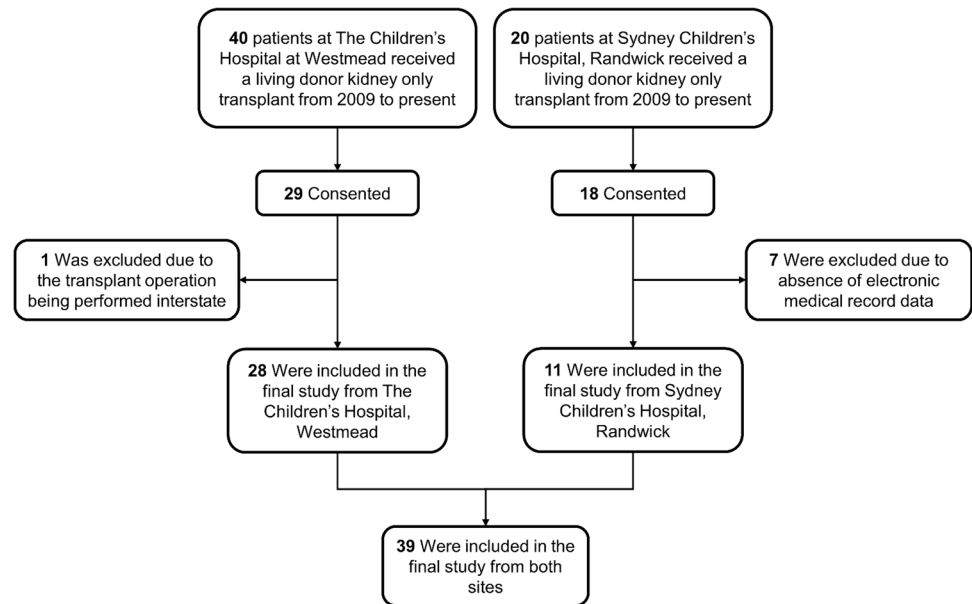 40 patients at The Children's
Hospital at Westmead received
a living donor kidney only
transplant from 2009 to present
20 patients at Sydney Children's
Hospital, Randwick received a
living donor kidney only
transplant from 2009 to present
29 Consented
18 Consented
1 Was excluded due to
the transplant operation
being performed interstate
7 Were excluded due to
absence of electronic
medical record data
28 Were included in the
final study from The
Children's Hospital,
Westmead
11 Were included in the
final study from Sydney
Children's Hospital,
Randwick
39 Were included in the
final study from both
sites